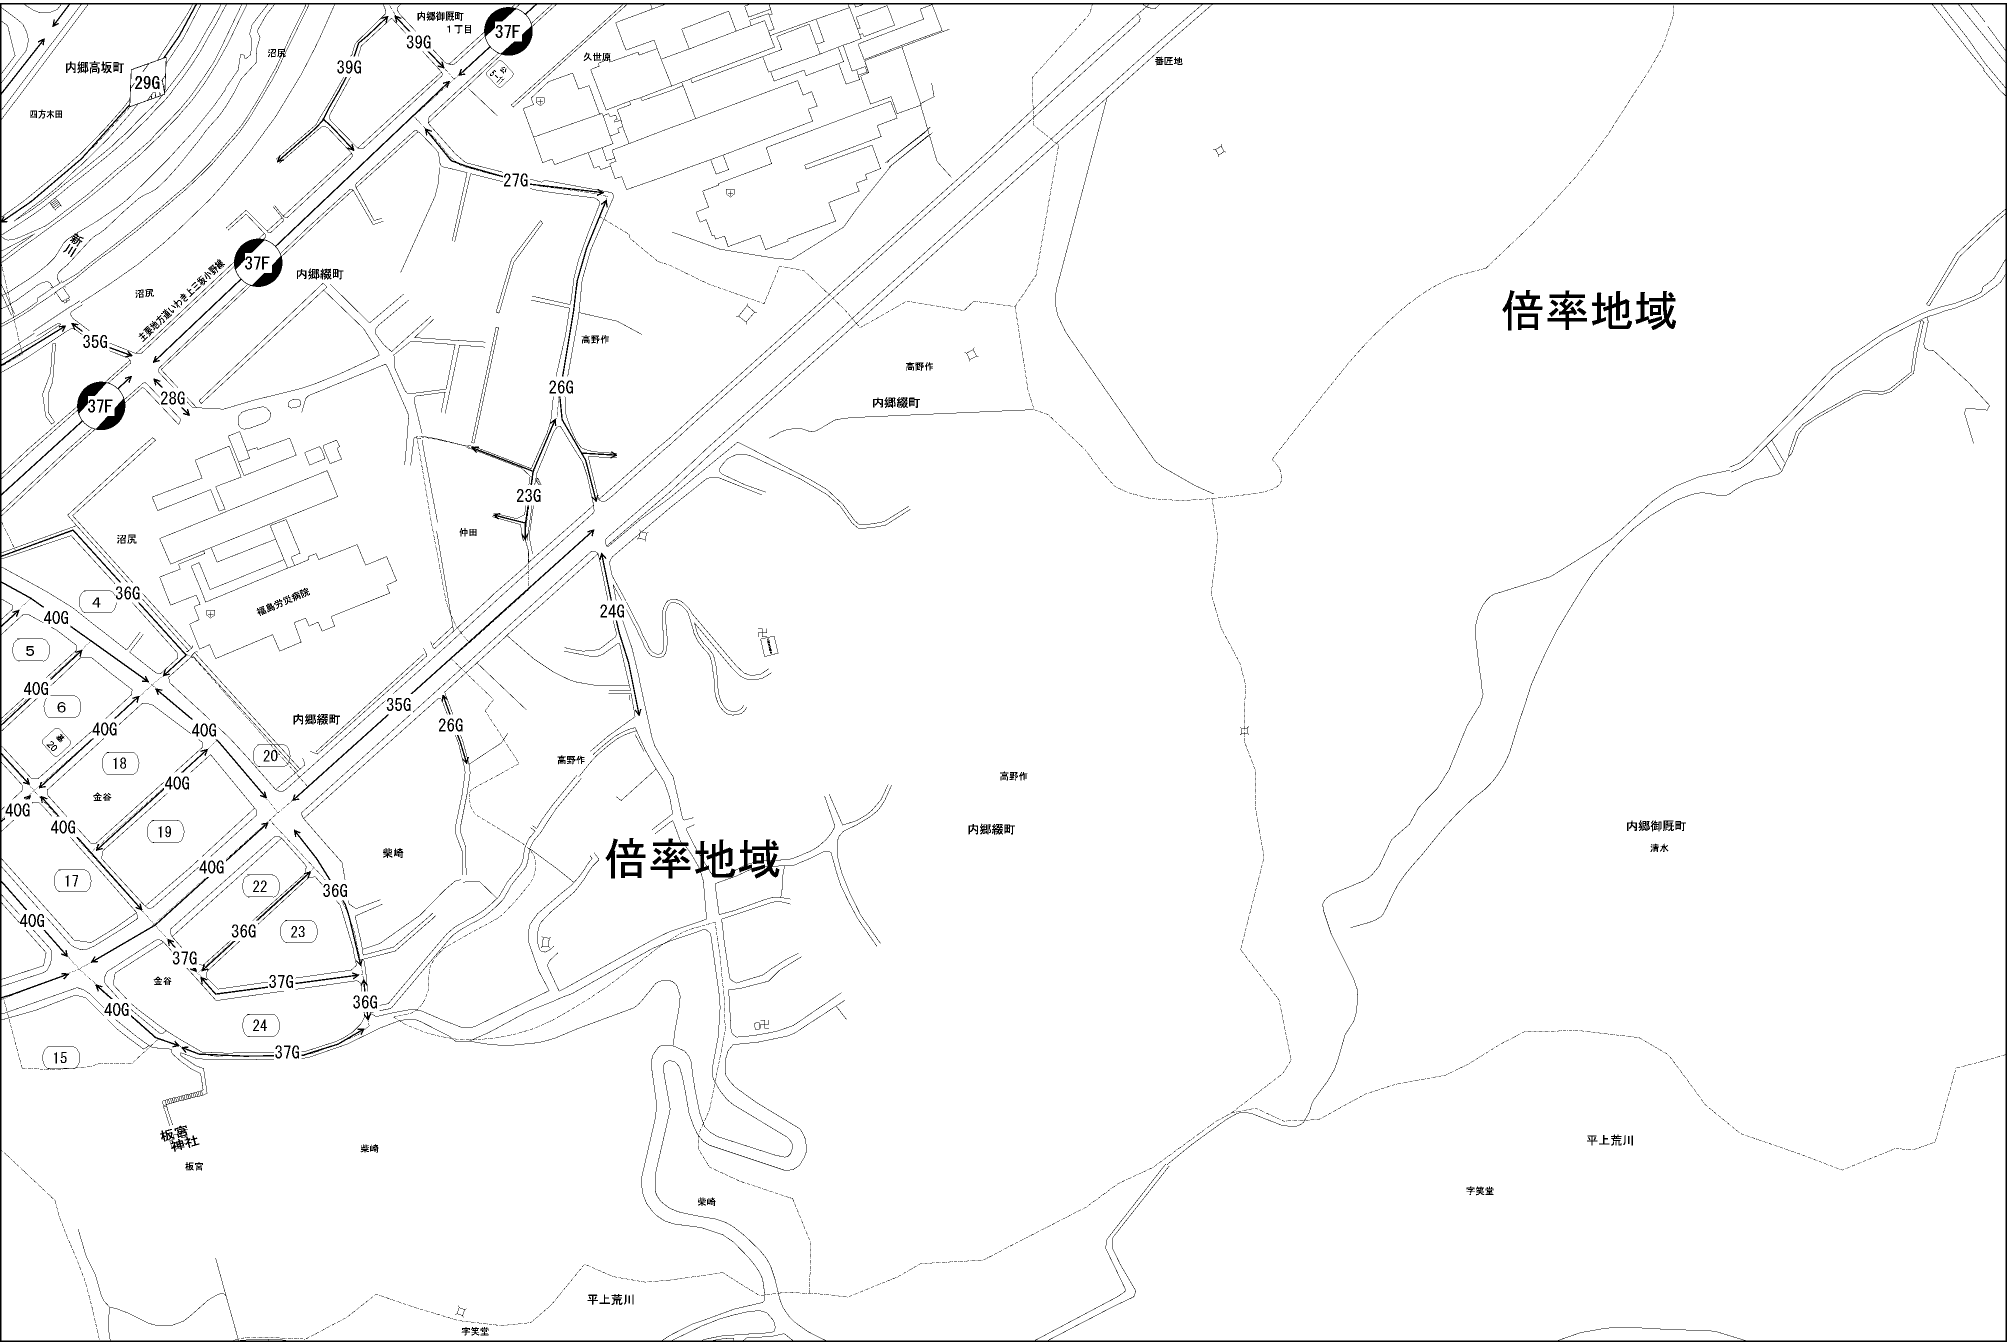 内郷御厩町
1丁目
37F
39G
沼尻
久世原
番匠地
39G
内郷高坂町
29G
四方木田
27G
新川
37F
内郷綴町
沼尻
主要地方道いわき上三坂小野線
倍率地域
35G
高野作
高野作
26G
28G
内郷綴町
37F
23G
仲田
沼尻
36G
4
福島労災病院
40G
24G
5
40G
6
内郷綴町
35G
40G
40G
26G
20
20
18
高野作
高野作
40G
金谷
40G
40G
19
内郷綴町
内郷御厩町
清水
柴崎
倍率地域
40G
17
22
36G
40G
36G
23
37G
金谷
37G
36G
40G
24
37G
15
板宮
神社
板宮
柴崎
平上荒川
字笑堂
柴崎
平上荒川
字笑堂